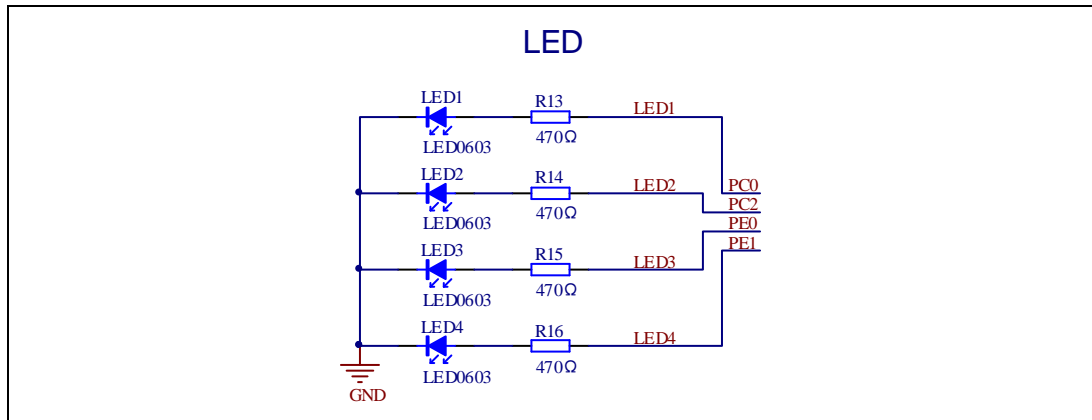 LED
LED1 R13 LED1
LED0603 470Ω
LED2 R14 LED2 PC0
PC2
LED0603 470Ω
PE0
PE1
LED3 R15 LED3
LED0603 470Ω
LED4 R16 LED4
LED0603 470Ω
GND